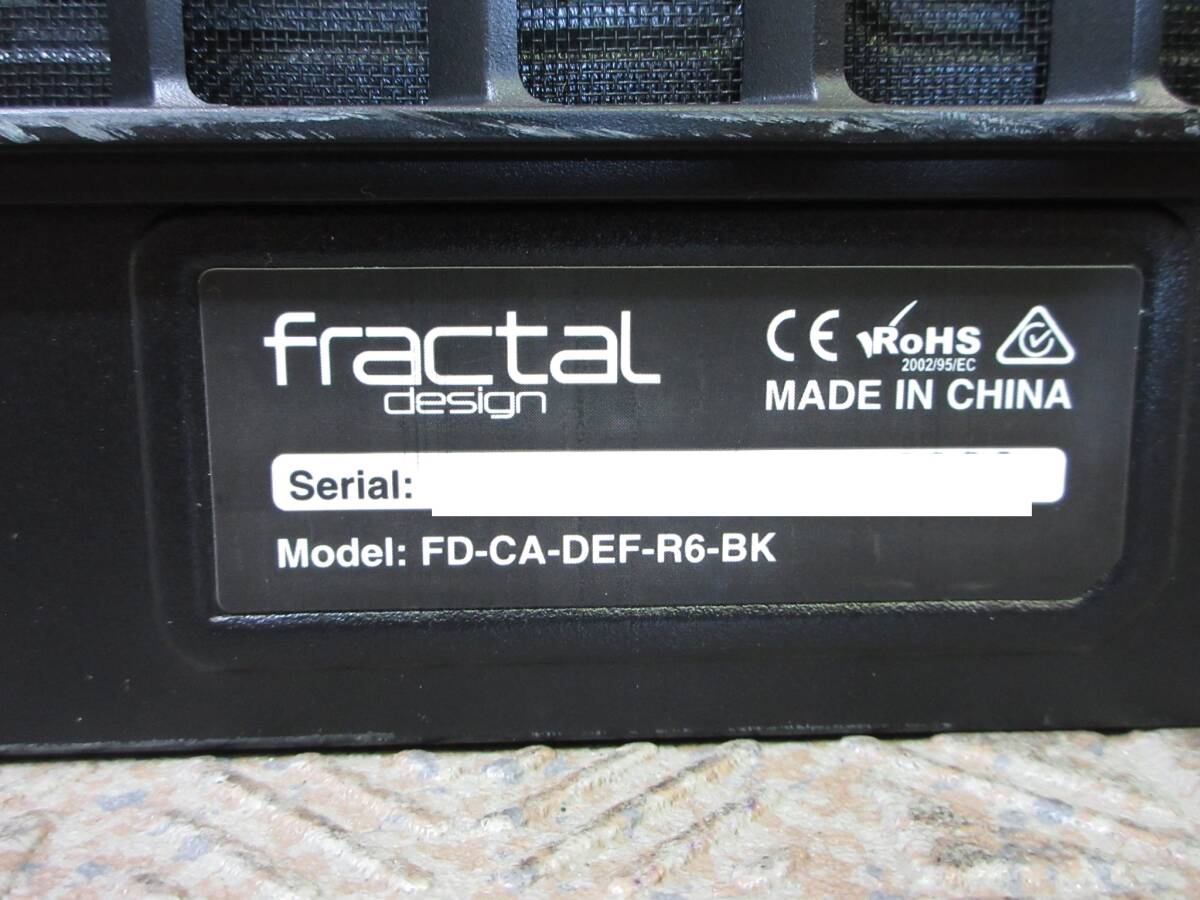 fractal
design
CE RoHS
2002/95/EC
MADE IN CHINA
Serial:
Model: FD-CA-DEF-R6-BK